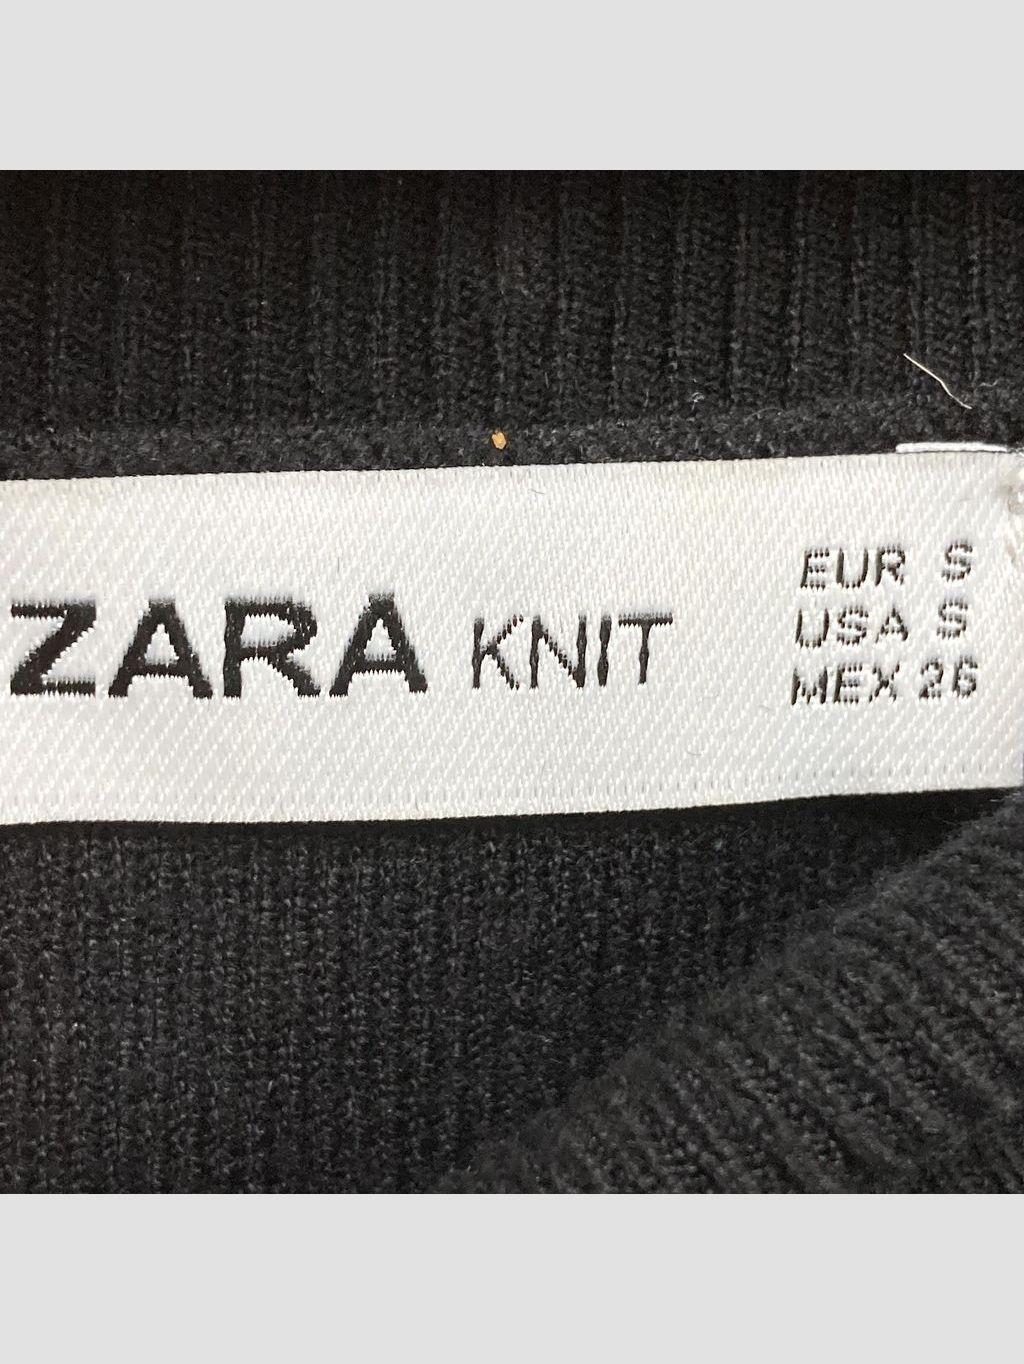 ZARA KNIT
EUR S
USA S
MEX 26